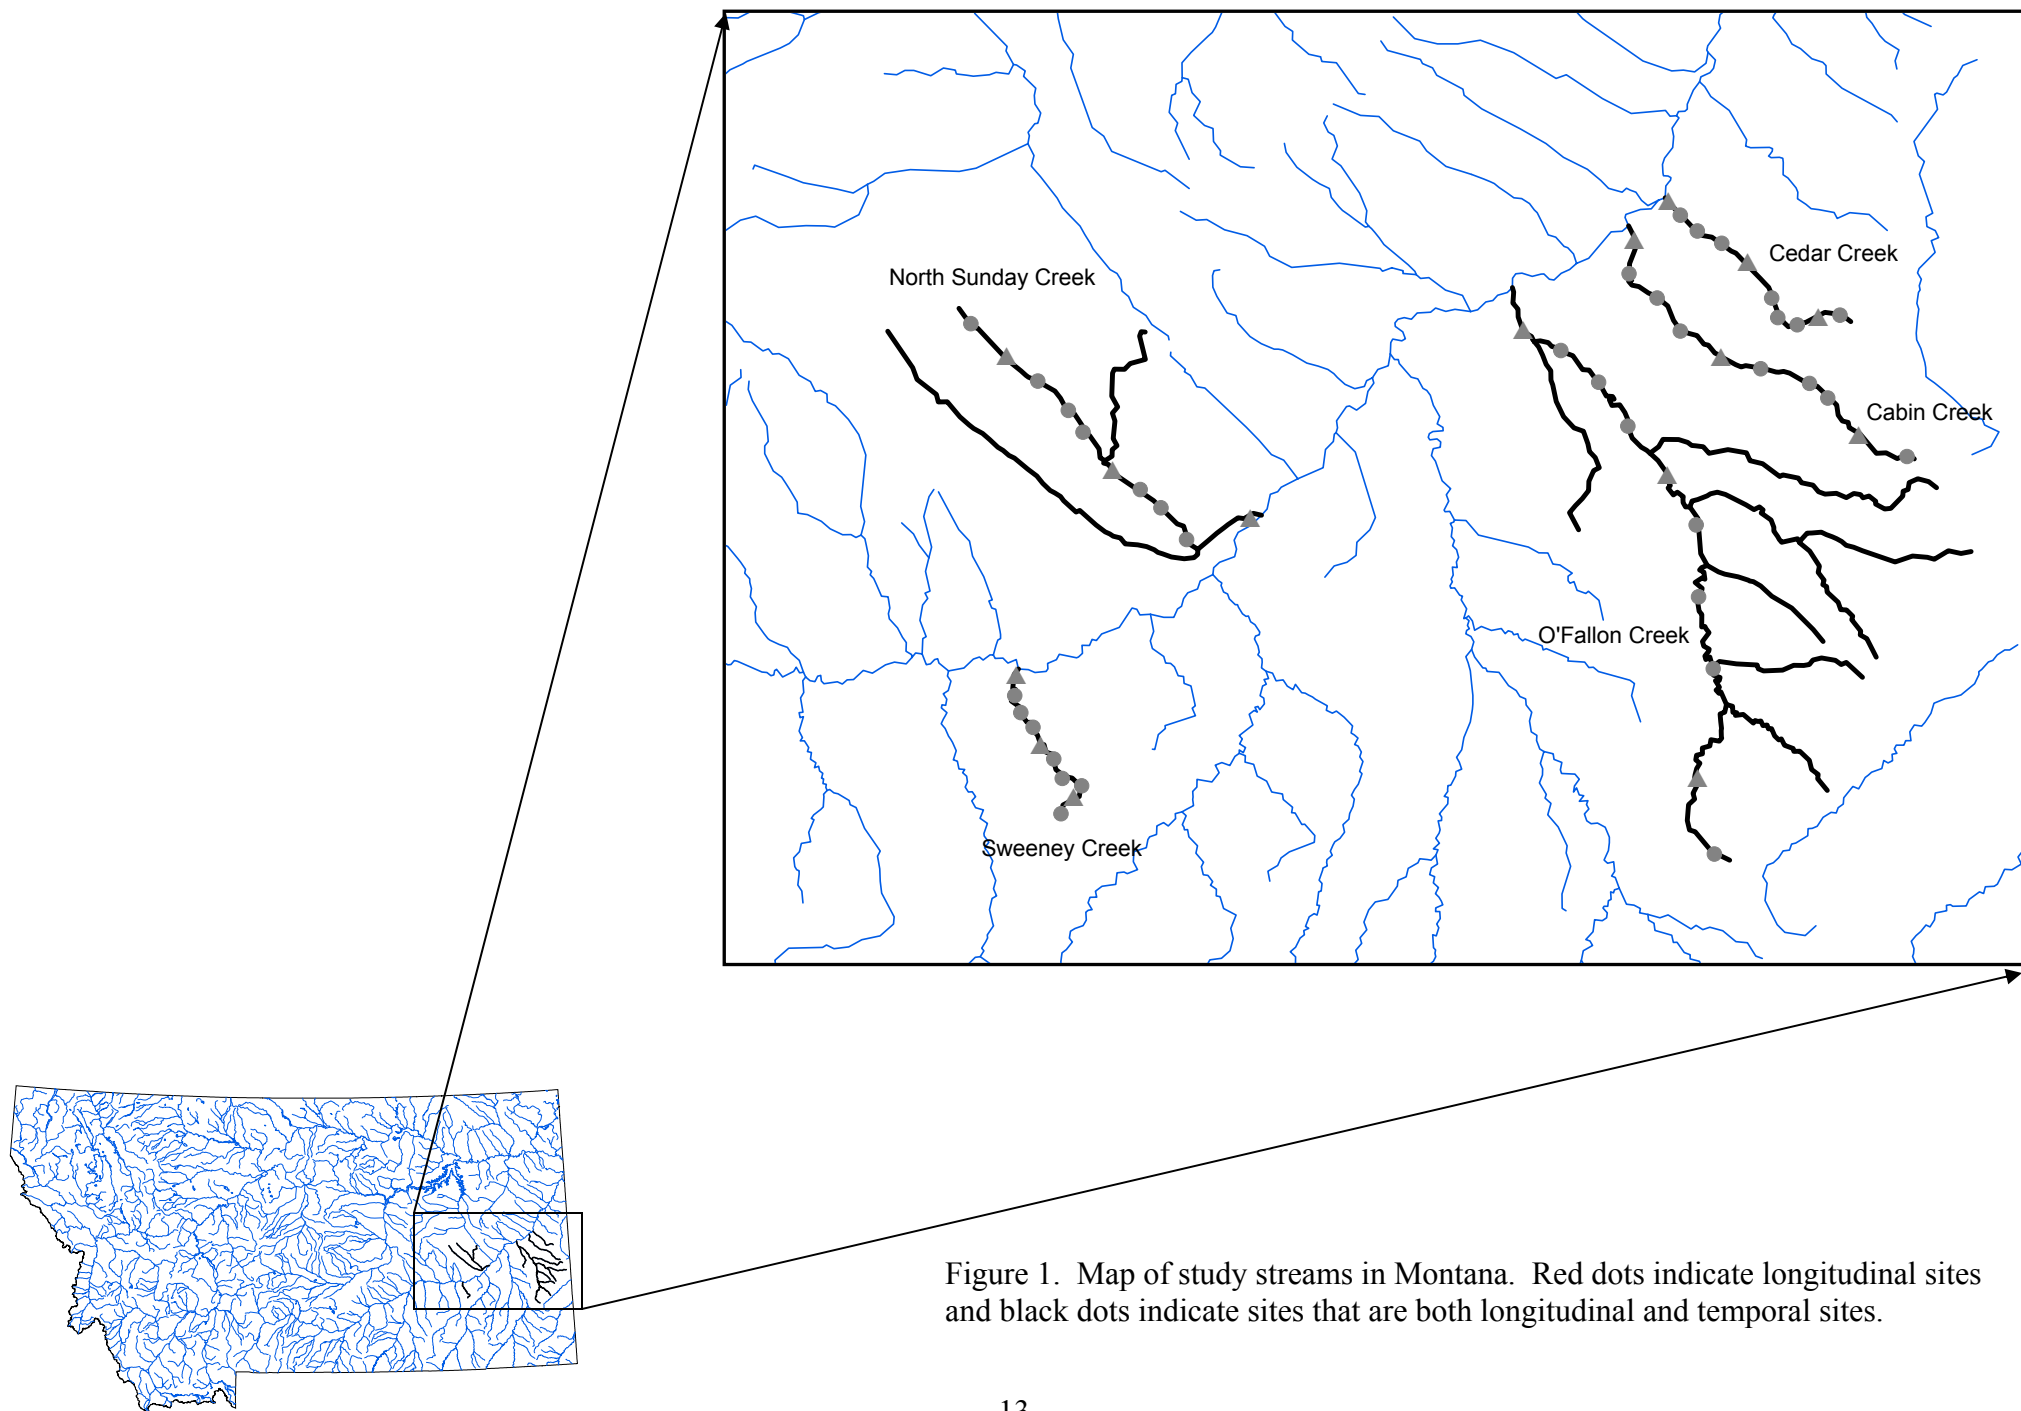 North Sunday Creek
Cedar Creek
Cabin Creek
O'Fallon Creek
Sweeney Creek
Figure 1.  Map of study streams in Montana.  Red dots indicate longitudinal sites
and black dots indicate sites that are both longitudinal and temporal sites.
13